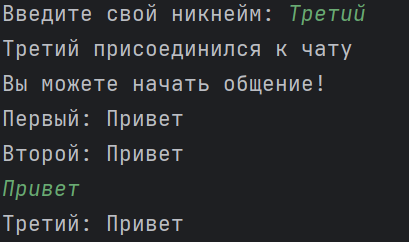 Введите свой никнейм: Третий
Третий присоединился к чату
Вы можете начать общение!
Первый: Привет
Второй: Привет
Привет
Третий: Привет